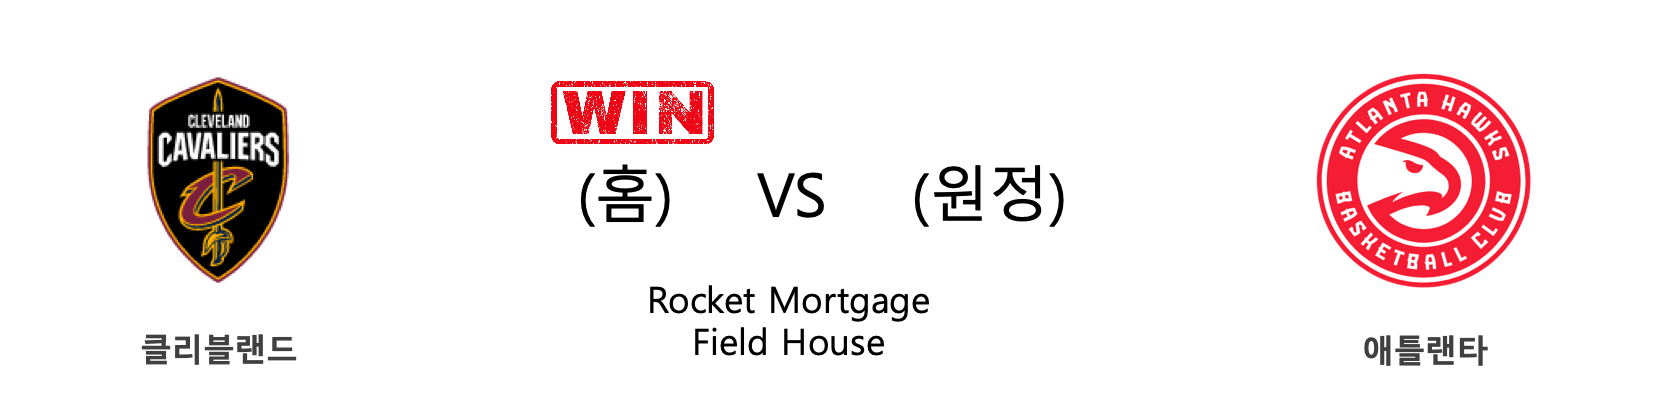 CLEVELAND
CAVALIERS
클리블랜드
WIN
(홈) VS (원정)
Rocket Mortgage
Field House
ATLANTA HAWKS
BASKETBALL CLUB
애틀랜타